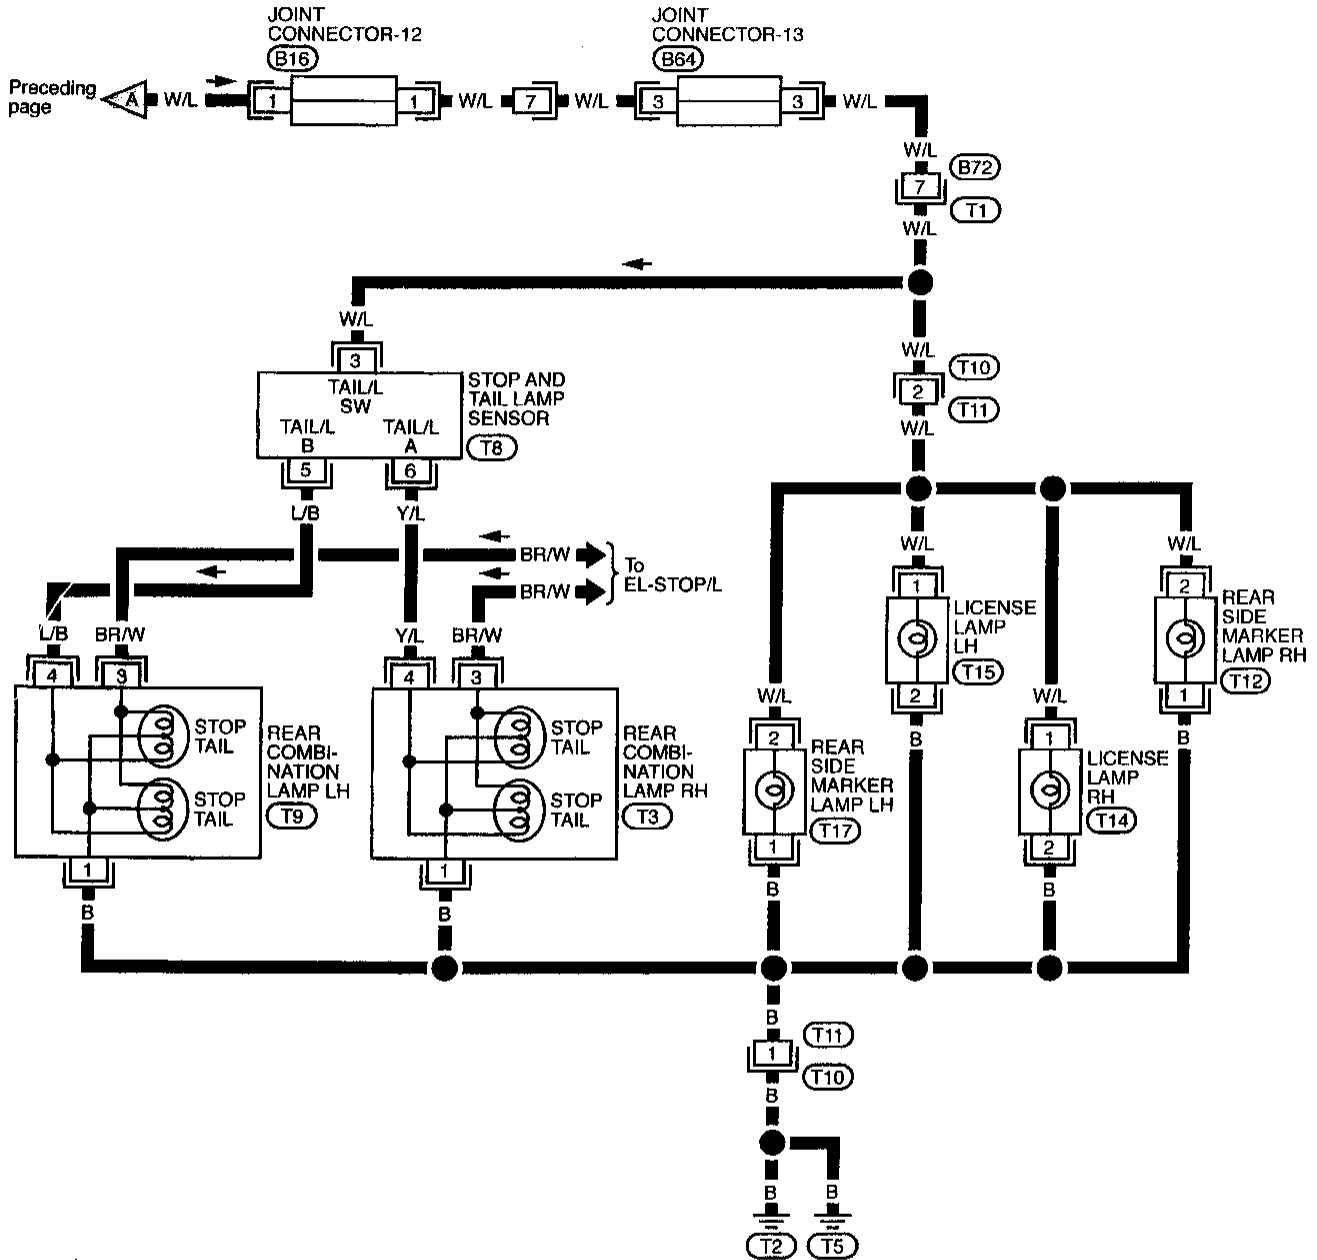 JOINT
CONNECTOR-12
B16
JOINT
CONNECTOR-13
B64
Preceding
page
A
W/L
1
1
W/L
7
W/L
3
3
W/L
W/L
B72
7
T1
W/L
W/L
3
TAIL/L
SW
TAIL/L
B
TAIL/L
A
STOP AND
TAIL LAMP
SENSOR
T8
5
6
L/B
Y/L
W/L
T10
2
T11
W/L
BR/W
BR/W
To
EL-STOP/L
L/B
BR/W
Y/L
BR/W
4
3
4
3
STOP
TAIL
STOP
TAIL
REAR
COMBI-
NATION
LAMP LH
T9
STOP
TAIL
STOP
TAIL
REAR
COMBI-
NATION
LAMP RH
T3
1
1
B
B
W/L
1
LICENSE
LAMP
LH
T15
2
B
W/L
2
REAR
SIDE
MARKER
LAMP RH
T12
1
B
W/L
2
REAR
SIDE
MARKER
LAMP LH
T17
1
B
W/L
1
LICENSE
LAMP
RH
T14
2
B
B
T11
1
T10
B
B
B
T2
T5